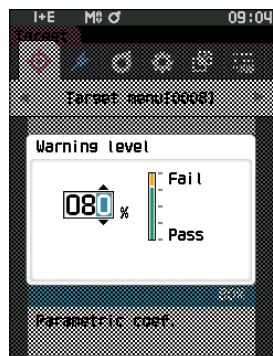 I+E M0 09:04
Target
Target menu[0008]
Warning level
Fail
080 %
Pass
80%
Parametric coef.